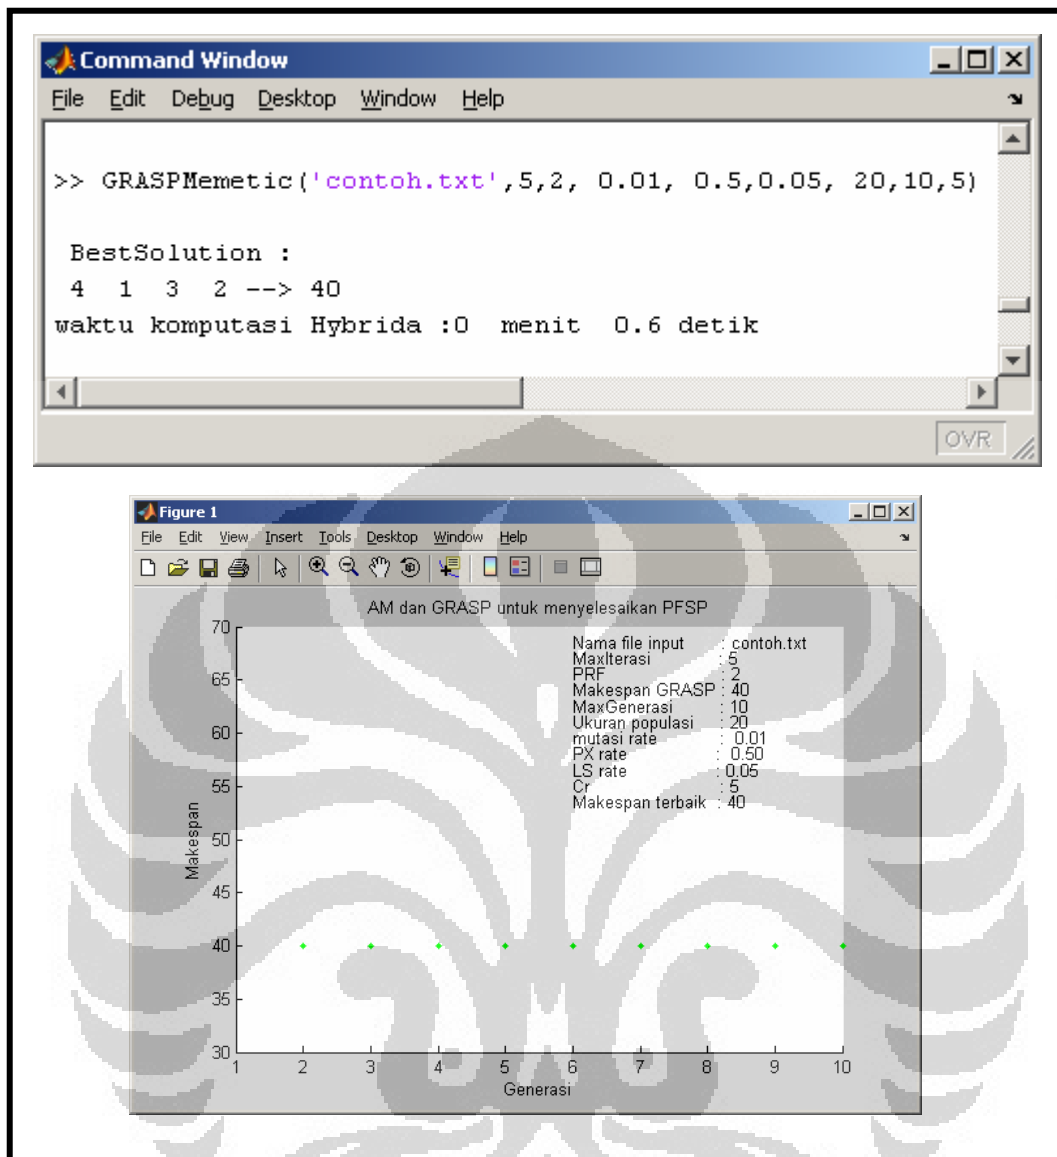 Command Window
File Edit Debug Desktop Window Help
>> GRASPMemetic('contoh.txt',5,2, 0.01, 0.5,0.05, 20,10,5)
BestSolution :
4 1 3 2 --> 40
waktu komputasi Hybrida :0 menit 0.6 detik
OVR
Figure 1
File Edit View Insert Tools Desktop Window Help
AM dan GRASP untuk menyelesaikan PFSP
Nama file input : contoh.txt
MaxIterasi : 5
PRF : 2
Makespan GRASP : 40
MaxGenerasi : 10
Ukuran populasi : 20
mutasi rate : 0.01
PX rate : 0.50
LS rate : 0.05
Cr : 5
Makespan terbaik : 40
Makespan
70
65
60
55
50
45
40
35
30
1 2 3 4 5 6 7 8 9 10
Generasi